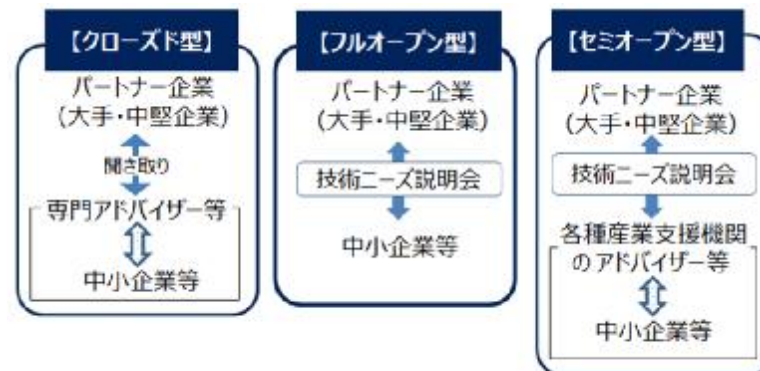 【クローズド型】
パートナー企業
(大手・中堅企業)
聞き取り
専門アドバイザー等
中小企業等
【フルオープン型】
パートナー企業
(大手・中堅企業)
技術ニーズ説明会
中小企業等
【セミオープン型】
パートナー企業
(大手・中堅企業)
技術ニーズ説明会
各種産業支援機関
のアドバイザー等
中小企業等